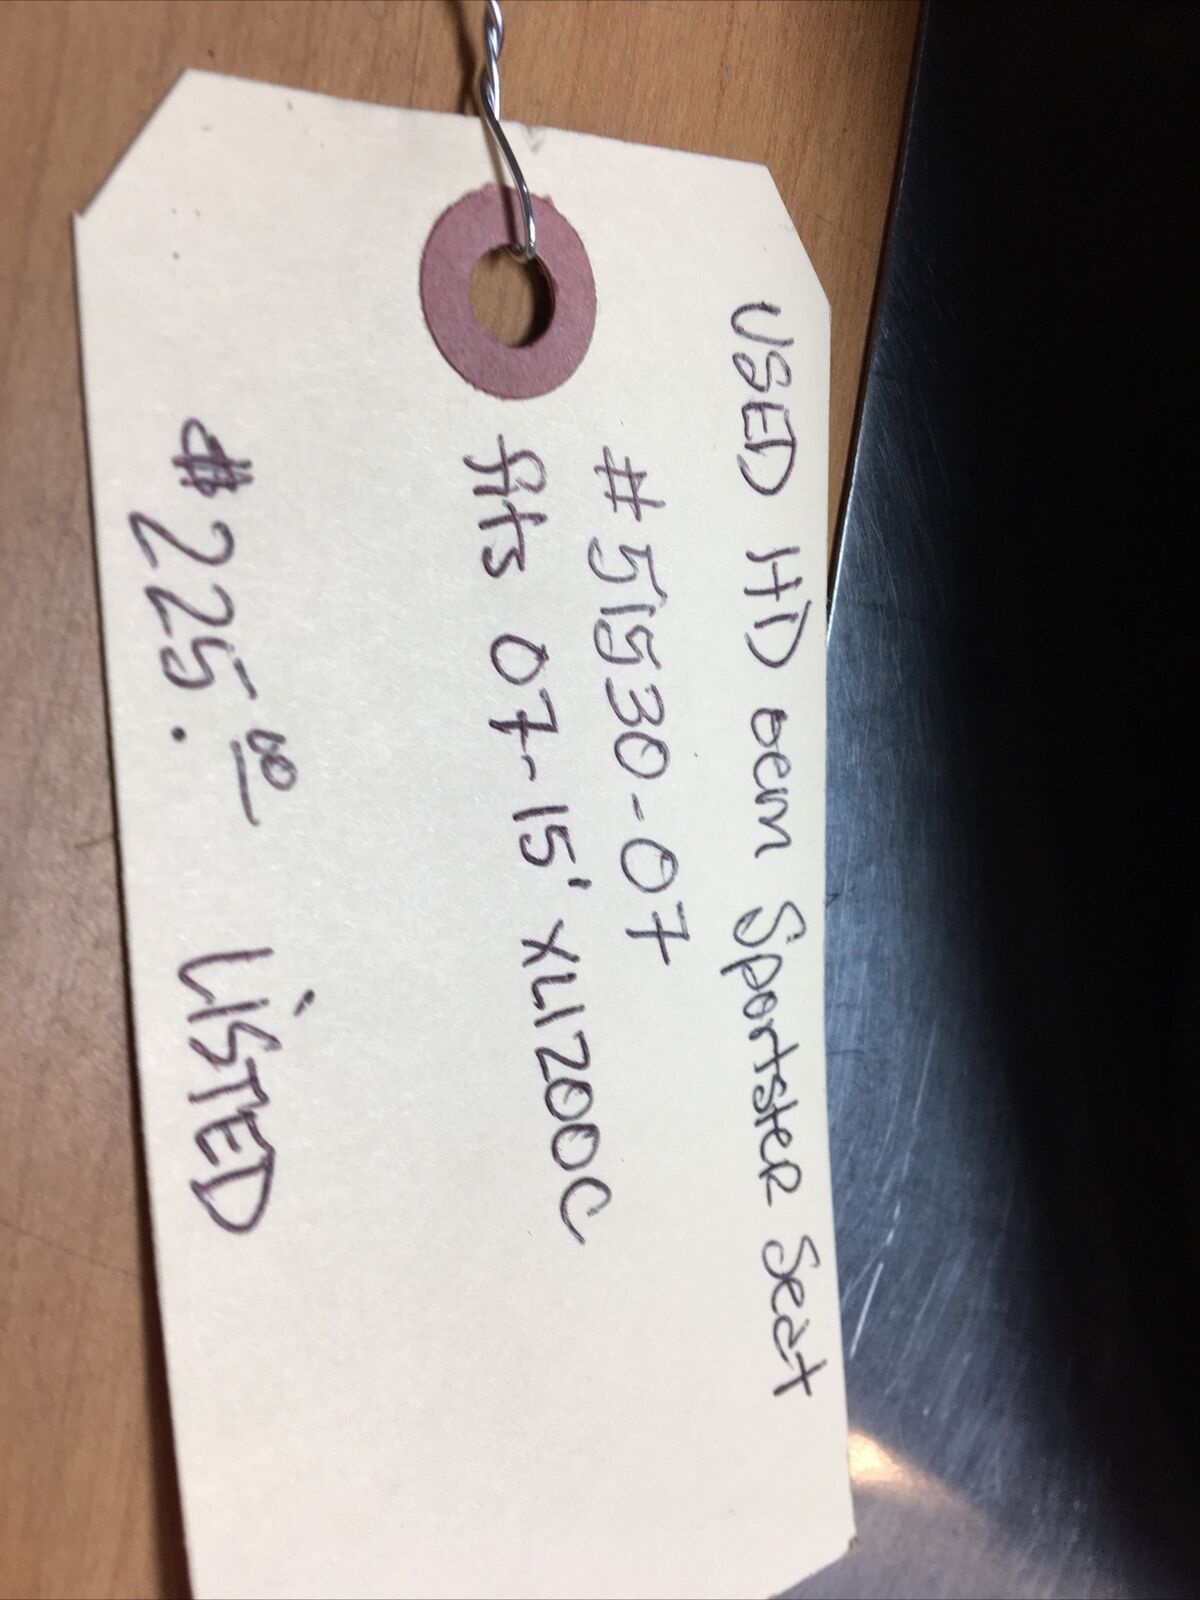 USED HD oem Sportster Seat
#51530-07
fits 07-15' XL1200C
$225.00 LiSTED